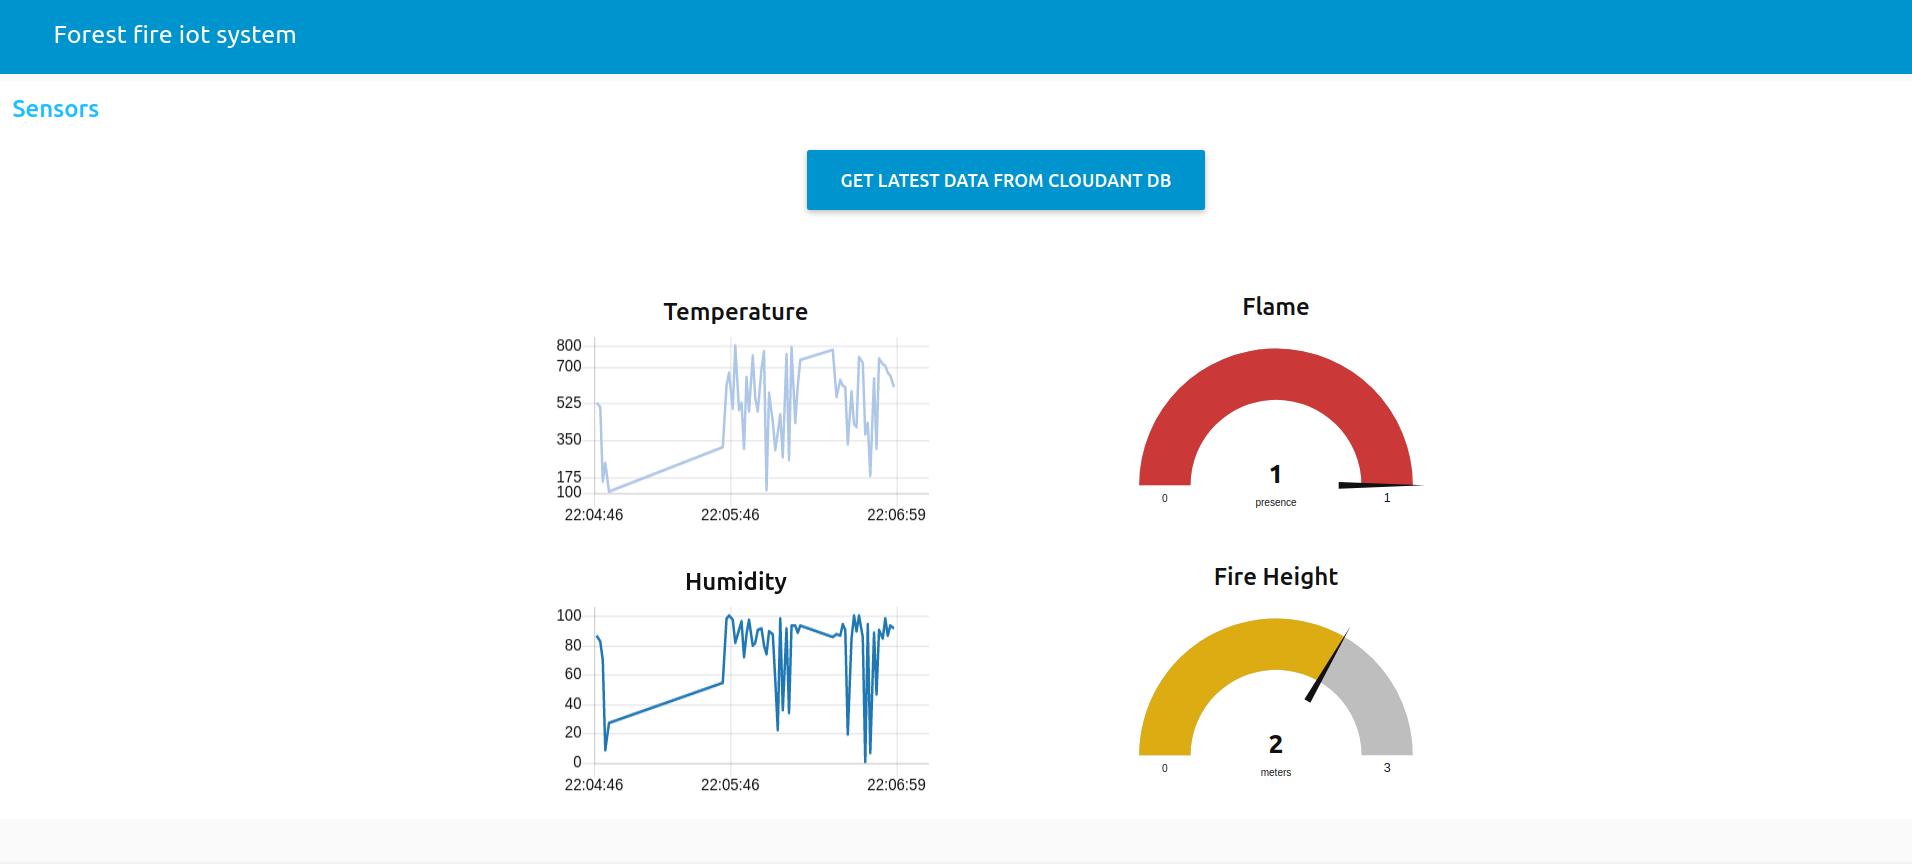 Forest fire iot system
Sensors
GET LATEST DATA FROM CLOUDANT DB
Temperature
800
700
525
350
175
100
22:04:46 22:05:46 22:06:59
Flame
1
presence
0 1
Humidity
100
80
60
40
20
0
22:04:46 22:05:46 22:06:59
Fire Height
2
meters
0 3